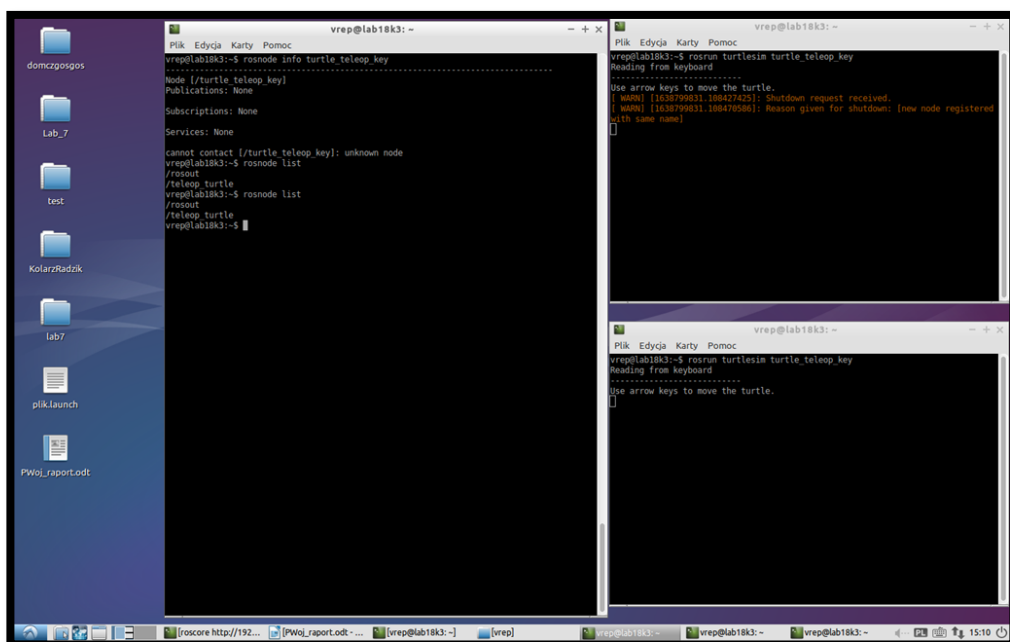 domczgosgos
Lab_7
test
KolarzRadzik
lab7
plik.launch
PWoj_raport.odt
vrep@lab18k3: ~
Plik Edycja Karty Pomoc
vrep@lab18k3:~$ rosnode info turtle_teleop_key
--------------------------------------------------------------------------------
Node [/turtle_teleop_key]
Publications: None
Subscriptions: None
Services: None
cannot contact [/turtle_teleop_key]: unknown node
vrep@lab18k3:~$ rosnode list
/rosout
/teleop_turtle
vrep@lab18k3:~$ rosnode list
/rosout
/teleop_turtle
vrep@lab18k3:~$
vrep@lab18k3: ~
Plik Edycja Karty Pomoc
vrep@lab18k3:~$ rosrun turtlesim turtle_teleop_key
Reading from keyboard
---------------------------
Use arrow keys to move the turtle.
[ WARN] [1638799831.108427425]: Shutdown request received.
[ WARN] [1638799831.108470586]: Reason given for shutdown: [new node registered
with same name]
vrep@lab18k3: ~
Plik Edycja Karty Pomoc
vrep@lab18k3:~$ rosrun turtlesim turtle_teleop_key
Reading from keyboard
---------------------------
Use arrow keys to move the turtle.
[roscore http://192... [PWoj_raport.odt - ... [vrep@lab18k3: ~] [vrep] vrep@lab18k3: ~ vrep@lab18k3: ~ vrep@lab18k3: ~ PL 15:10